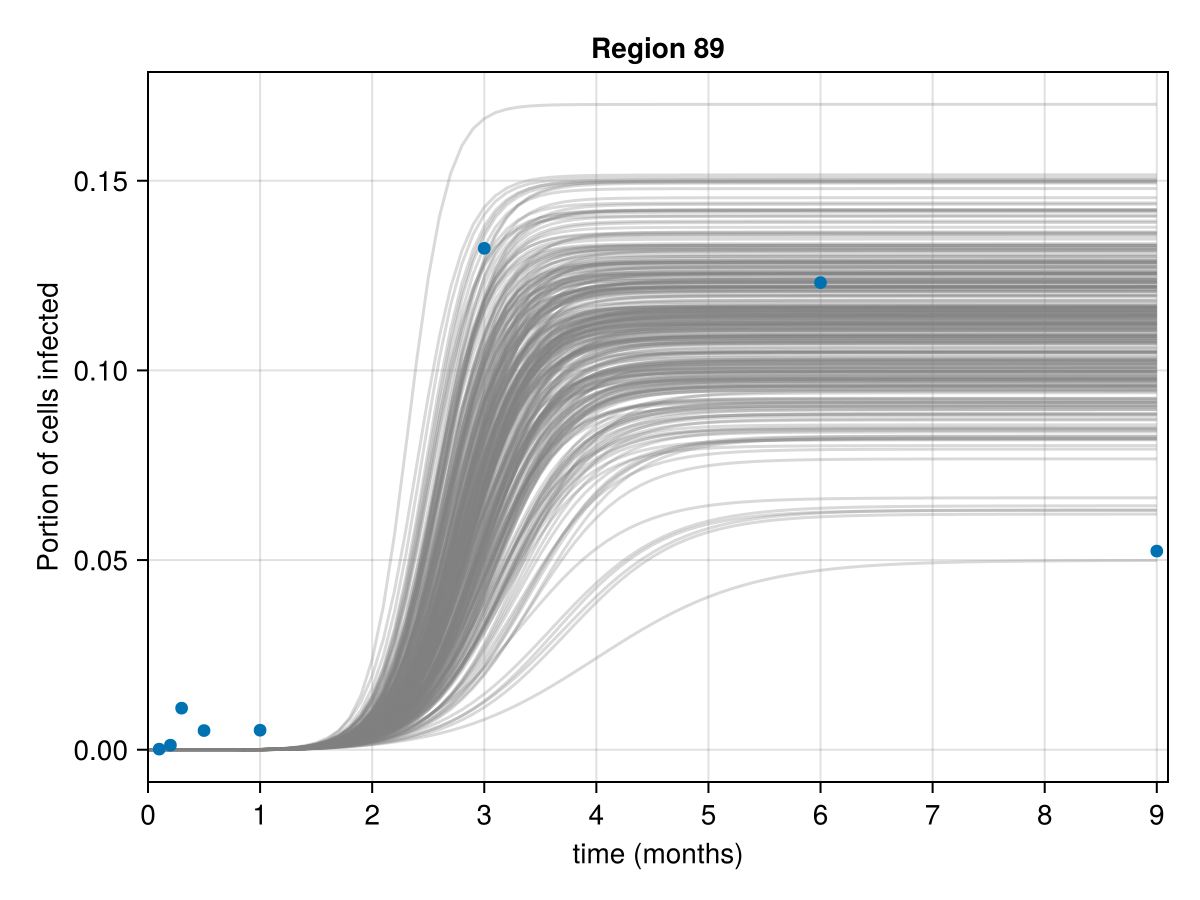 Region 89
Portion of cells infected
0.15
0.10
0.05
0.00
0 1 2 3 4 5 6 7 8 9
time (months)